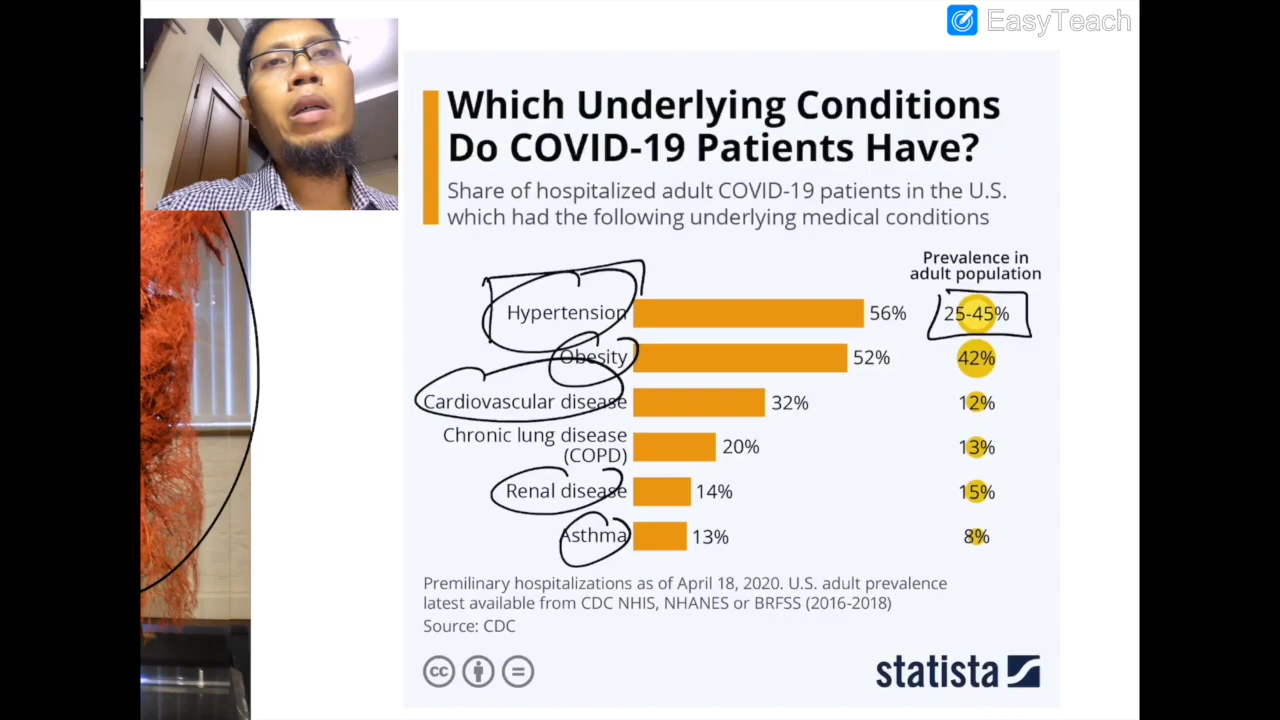 EasyTeach
Which Underlying Conditions
Do COVID-19 Patients Have?
Share of hospitalized adult COVID-19 patients in the U.S.
which had the following underlying medical conditions
Prevalence in
adult population
Hypertension 56% 25-45%
Obesity 52% 42%
Cardiovascular disease 32% 12%
Chronic lung disease
(COPD) 20% 13%
Renal disease 14% 15%
Asthma 13% 8%
Premilinary hospitalizations as of April 18, 2020. U.S. adult prevalence
latest available from CDC NHIS, NHANES or BRFSS (2016-2018)
Source: CDC
cc
statista